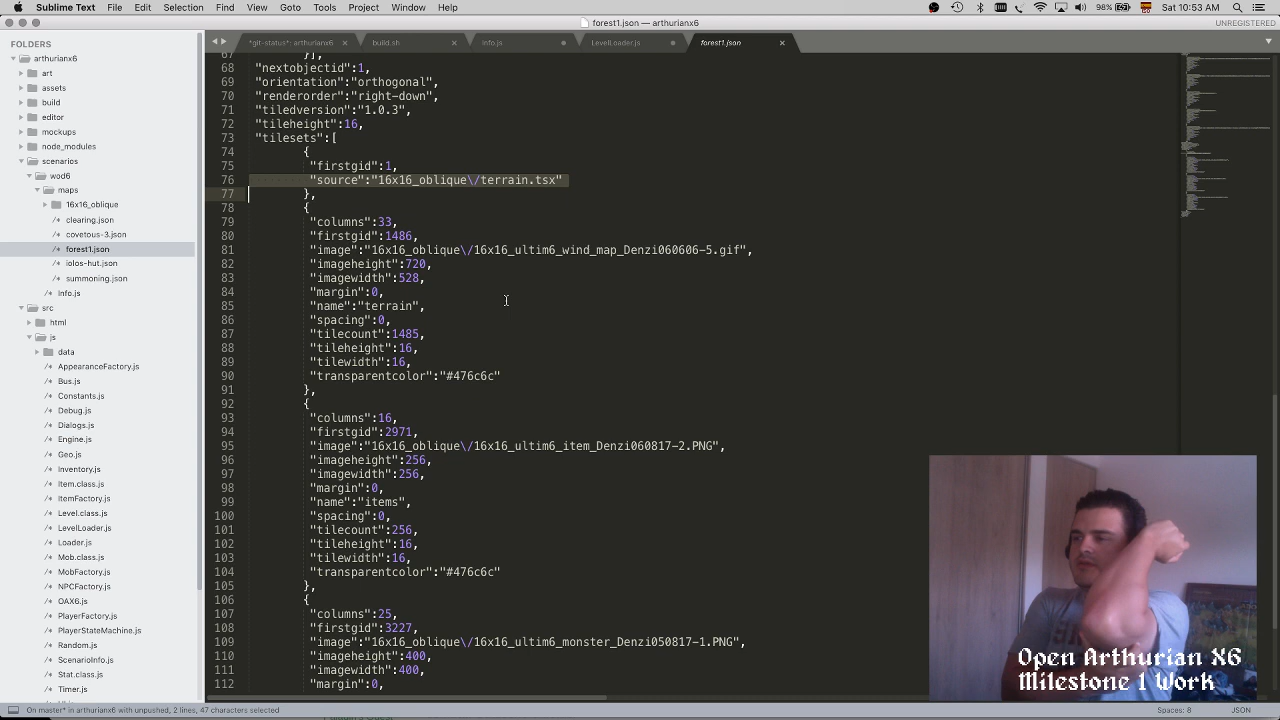 Sublime Text File Edit Selection Find View Goto Tools Project Window Help
98% Sat 10:53 AM
forest1.json — arthurianx6
UNREGISTERED
FOLDERS
*git-status*: arthurianx6 build.sh info.js LevelLoader.js forest1.json
arthurianx6
art
assets
build
editor
mockups
node_modules
scenarios
wod6
maps
16x16_oblique
clearing.json
covetous-3.json
forest1.json
iolos-hut.json
summoning.json
info.js
src
html
js
data
AppearanceFactory.js
Bus.js
Constants.js
Debug.js
Dialogs.js
Engine.js
Geo.js
Inventory.js
Item.class.js
ItemFactory.js
Level.class.js
LevelLoader.js
Loader.js
Mob.class.js
MobFactory.js
NPCFactory.js
OAX6.js
PlayerFactory.js
PlayerStateMachine.js
Random.js
ScenarioInfo.js
Stat.class.js
Timer.js
67 }],
68 "nextobjectid":1,
69 "orientation":"orthogonal",
70 "renderorder":"right-down",
71 "tiledversion":"1.0.3",
72 "tileheight":16,
73 "tilesets":[
74 {
75 "firstgid":1,
76 "source":"16x16_oblique\/terrain.tsx"
77 },
78 {
79 "columns":33,
80 "firstgid":1486,
81 "image":"16x16_oblique\/16x16_ultim6_wind_map_Denzi060606-5.gif",
82 "imageheight":720,
83 "imagewidth":528,
84 "margin":0,
85 "name":"terrain",
86 "spacing":0,
87 "tilecount":1485,
88 "tileheight":16,
89 "tilewidth":16,
90 "transparentcolor":"#476c6c"
91 },
92 {
93 "columns":16,
94 "firstgid":2971,
95 "image":"16x16_oblique\/16x16_ultim6_item_Denzi060817-2.PNG",
96 "imageheight":256,
97 "imagewidth":256,
98 "margin":0,
99 "name":"items",
100 "spacing":0,
101 "tilecount":256,
102 "tileheight":16,
103 "tilewidth":16,
104 "transparentcolor":"#476c6c"
105 },
106 {
107 "columns":25,
108 "firstgid":3227,
109 "image":"16x16_oblique\/16x16_ultim6_monster_Denzi050817-1.PNG",
110 "imageheight":400,
111 "imagewidth":400,
112 "margin":0,
Open Arthurian X6
Milestone 1 Work
On master* in arthurianx6 with unpushed, 2 lines, 47 characters selected
Spaces: 8 JSON